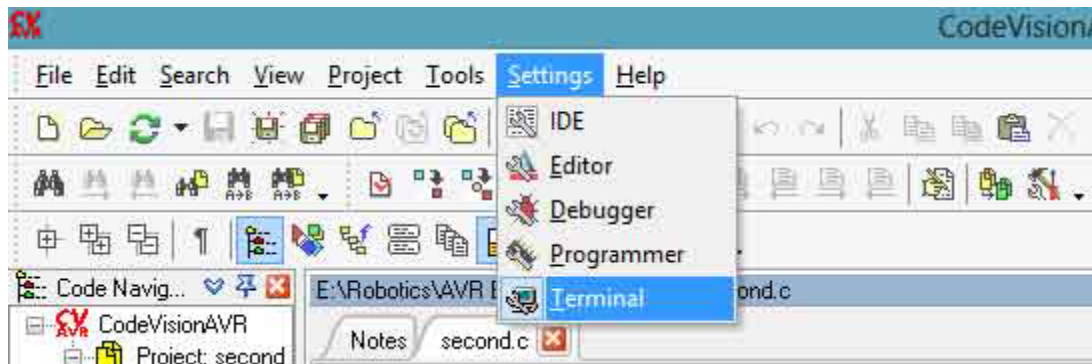 CodeVisionA
File Edit Search View Project Tools Settings Help
IDE
Editor
Debugger
Programmer
Terminal
Code Navig...
E:\Robotics\AVR
ond.c
CodeVisionAVR
Notes second.c
Project: second